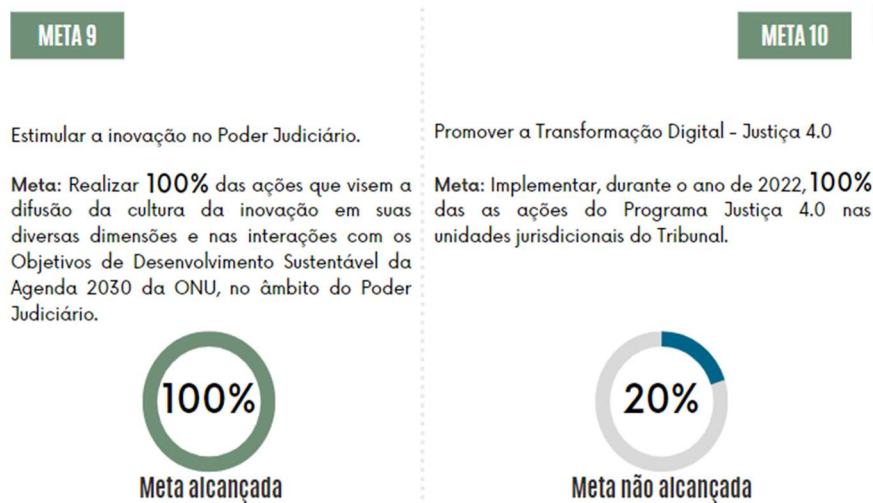 META 9
Estimular a inovação no Poder Judiciário.
Meta: Realizar 100% das ações que visem a
difusão da cultura da inovação em suas
diversas dimensões e nas interações com os
Objetivos de Desenvolvimento Sustentável da
Agenda 2030 da ONU, no âmbito do Poder
Judiciário.
100%
Meta alcançada
META 10
Promover a Transformação Digital - Justiça 4.0
Meta: Implementar, durante o ano de 2022, 100%
das as ações do Programa Justiça 4.0 nas
unidades jurisdicionais do Tribunal.
20%
Meta não alcançada